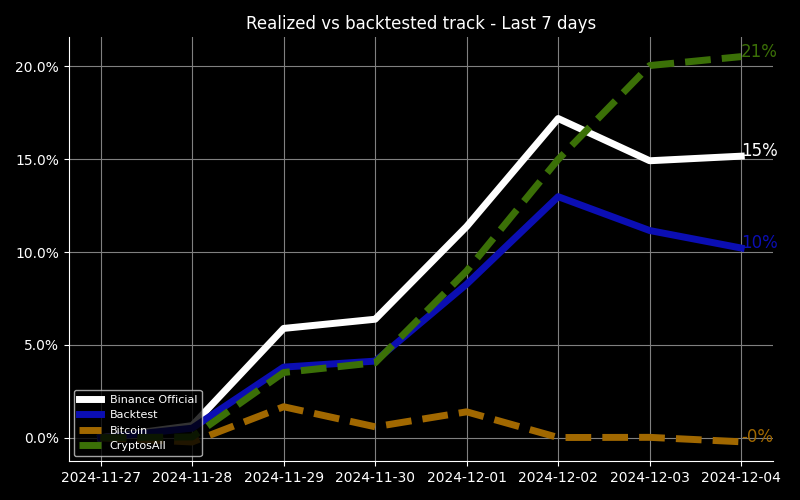 Realized vs backtested track - Last 7 days
20.0%
15.0%
10.0%
5.0%
0.0%
21%
15%
10%
-0%
Binance Official
Backtest
Bitcoin
CryptosAll
2024-11-27 2024-11-28 2024-11-29 2024-11-30 2024-12-01 2024-12-02 2024-12-03 2024-12-04